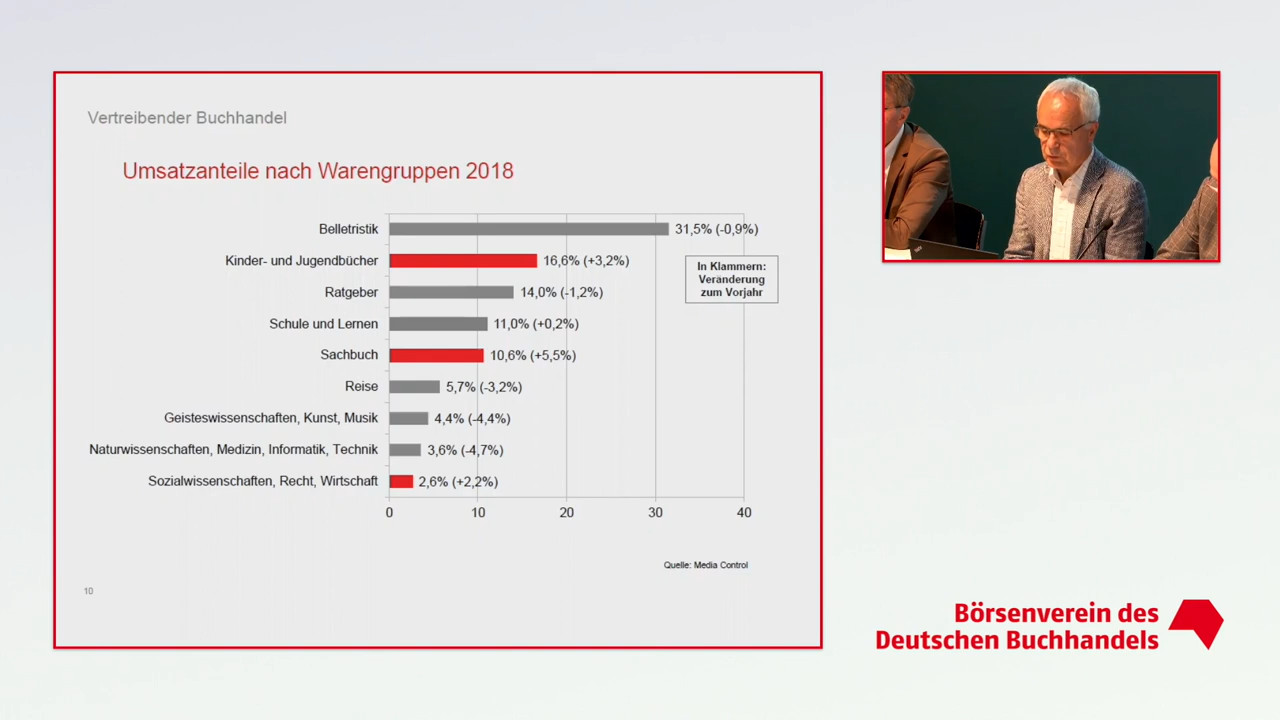 Vertreibender Buchhandel
Umsatzanteile nach Warengruppen 2018
Belletristik 31,5% (-0,9%)
Kinder- und Jugendbücher 16,6% (+3,2%)
Ratgeber 14,0% (-1,2%)
Schule und Lernen 11,0% (+0,2%)
Sachbuch 10,6% (+5,5%)
Reise 5,7% (-3,2%)
Geisteswissenschaften, Kunst, Musik 4,4% (-4,4%)
Naturwissenschaften, Medizin, Informatik, Technik 3,6% (-4,7%)
Sozialwissenschaften, Recht, Wirtschaft 2,6% (+2,2%)
0 10 20 30 40
In Klammern:
Veränderung
zum Vorjahr
Quelle: Media Control
10
Börsenverein des
Deutschen Buchhandels